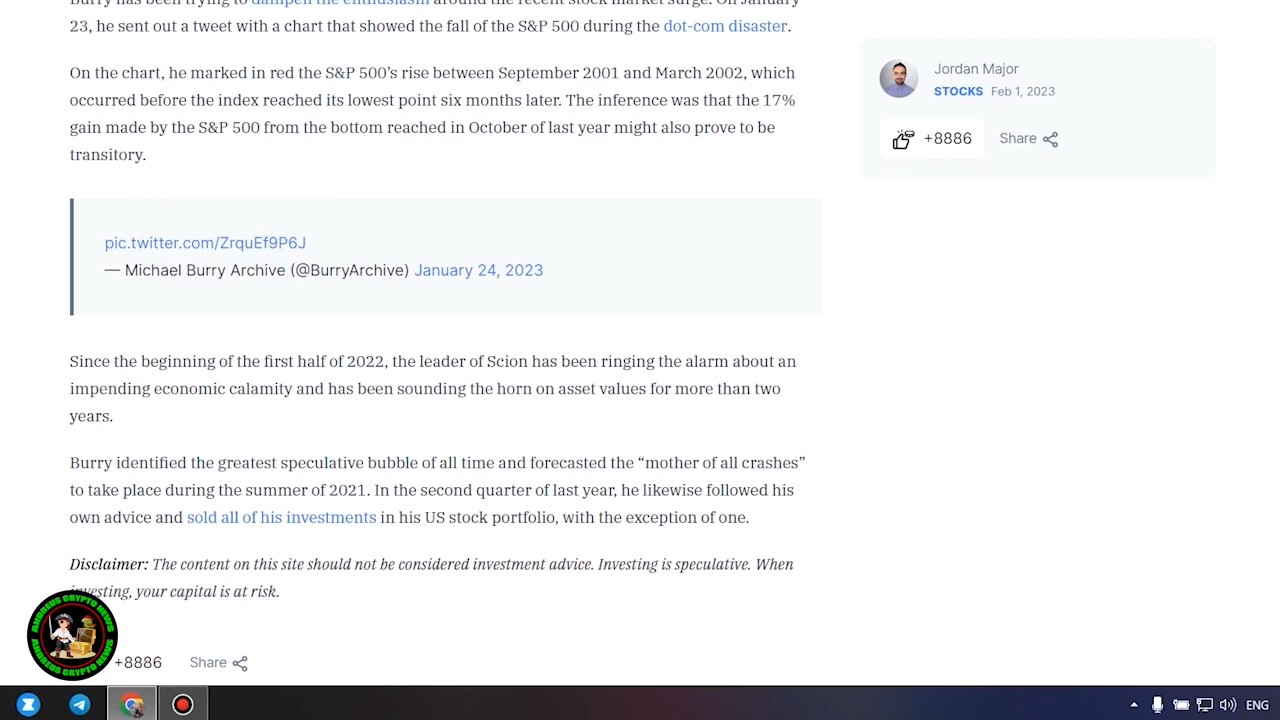 Burry has been trying to dampen the enthusiasm around the recent stock market surge. On January
23, he sent out a tweet with a chart that showed the fall of the S&P 500 during the dot-com disaster.
On the chart, he marked in red the S&P 500’s rise between September 2001 and March 2002, which
occurred before the index reached its lowest point six months later. The inference was that the 17%
gain made by the S&P 500 from the bottom reached in October of last year might also prove to be
transitory.
pic.twitter.com/ZrquEf9P6J
— Michael Burry Archive (@BurryArchive) January 24, 2023
Since the beginning of the first half of 2022, the leader of Scion has been ringing the alarm about an
impending economic calamity and has been sounding the horn on asset values for more than two
years.
Burry identified the greatest speculative bubble of all time and forecasted the “mother of all crashes”
to take place during the summer of 2021. In the second quarter of last year, he likewise followed his
own advice and sold all of his investments in his US stock portfolio, with the exception of one.
Disclaimer: The content on this site should not be considered investment advice. Investing is speculative. When
investing, your capital is at risk.
+8886 Share
Jordan Major
STOCKS Feb 1, 2023
+8886 Share
ANDREUS CRYPTO NEWS
ANDREUS CRYPTO NEWS
ENG